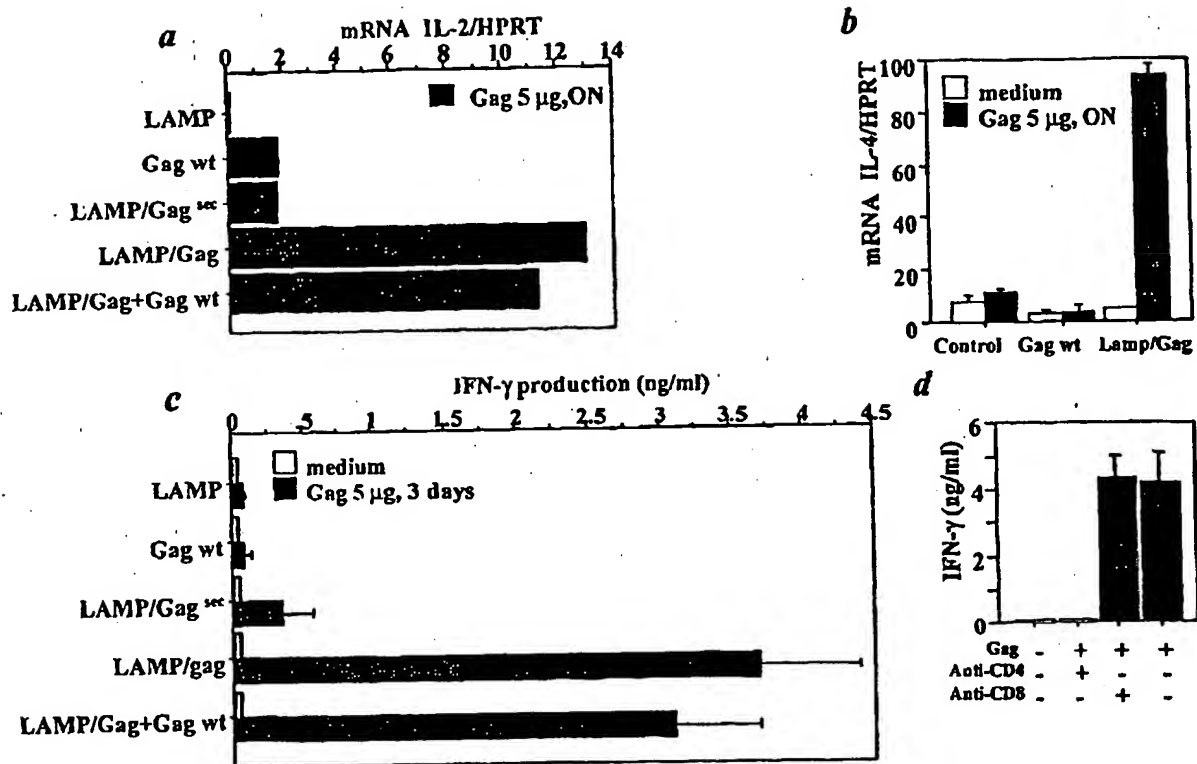 a
mRNA IL-2/HPRT
0 2 4 6 8 10 12 14
Gag 5 µg,ON
LAMP
Gag wt
LAMP/Gag sec
LAMP/Gag
LAMP/Gag+Gag wt
b
mRNA IL-4/HPRT
100
80
60
40
20
0
medium
Gag 5 µg, ON
Control Gag wt Lamp/Gag
c
IFN-γ production (ng/ml)
0 .5 1 1.5 2 2.5 3 3.5 4 4.5
medium
Gag 5 µg, 3 days
LAMP
Gag wt
LAMP/Gag sec
LAMP/gag
LAMP/Gag+Gag wt
d
IFN-γ (ng/ml)
6
4
2
0
Gag - + + +
Anti-CD4 - + - -
Anti-CD8 - - + -